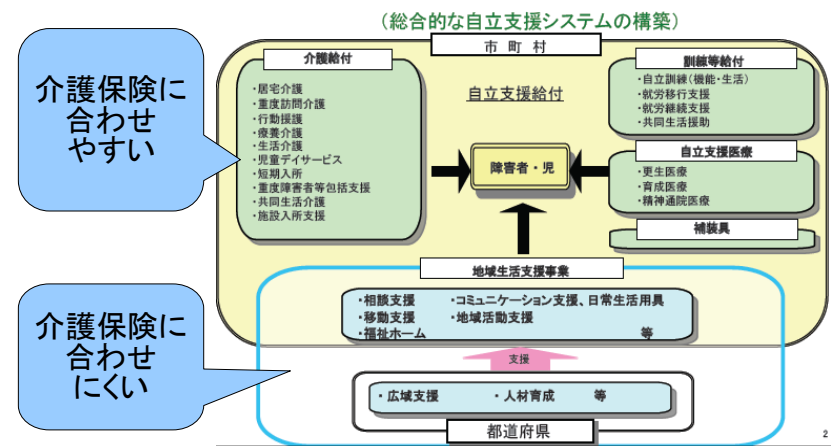 (総合的な自立支援システムの構築)
市 町 村
介護保険に
合わせ
やすい
介護給付
・居宅介護
・重度訪問介護
・行動援護
・療養介護
・生活介護
・児童デイサービス
・短期入所
・重度障害者等包括支援
・共同生活介護
・施設入所支援
自立支援給付
障害者・児
訓練等給付
・自立訓練(機能・生活)
・就労移行支援
・就労継続支援
・共同生活援助
自立支援医療
・更生医療
・育成医療
・精神通院医療
補装具
地域生活支援事業
・相談支援 ・コミュニケーション支援、日常生活用具
・移動支援 ・地域活動支援
・福祉ホーム 等
介護保険に
合わせ
にくい
支援
・広域支援 ・人材育成 等
都道府県
2